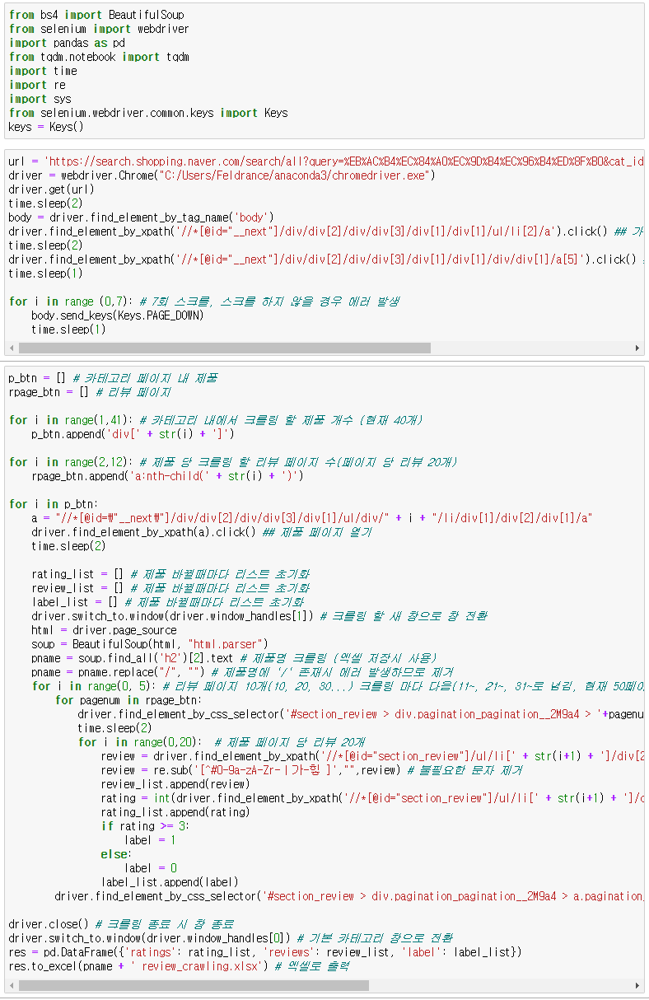 from bs4 import BeautifulSoup
from selenium import webdriver
import pandas as pd
from tqdm.notebook import tqdm
import time
import re
import sys
from selenium.webdriver.common.keys import Keys
keys = Keys()
url = 'https://search.shopping.naver.com/search/all?query=%EB%AC%B4%EC%84%A0%EC%9D%B4%EC%96%B4%ED%8F%B0&cat_id
driver = webdriver.Chrome("C:/Users/Feldrance/anaconda3/chromedriver.exe")
driver.get(url)
time.sleep(2)
body = driver.find_element_by_tag_name('body')
driver.find_element_by_xpath('//*[@id="__next"]/div/div[2]/div/div[3]/div[1]/div[1]/ul/li[2]/a').click() ## 가
time.sleep(2)
driver.find_element_by_xpath('//*[@id="__next"]/div/div[2]/div/div[3]/div[1]/div[1]/div/div[1]/a[5]').click()
time.sleep(1)
for i in range (0,7): # 7회 스크롤, 스크롤 하지 않을 경우 에러 발생
    body.send_keys(Keys.PAGE_DOWN)
    time.sleep(1)
p_btn = [] # 카테고리 페이지 내 제품
rpage_btn = [] # 리뷰 페이지
for i in range(1,41): # 카테고리 내에서 크롤링 할 제품 개수 (현재 40개)
    p_btn.append('div[' + str(i) + ']')
for i in range(2,12): # 제품 당 크롤링 할 리뷰 페이지 수(페이지 당 리뷰 20개)
    rpage_btn.append('a:nth-child(' + str(i) + ')')
for i in p_btn:
    a = "//*[@id=₩"__next₩"]/div/div[2]/div/div[3]/div[1]/ul/div/" + i + "/li/div[1]/div[2]/div[1]/a"
    driver.find_element_by_xpath(a).click() ## 제품 페이지 열기
    time.sleep(2)
    rating_list = [] # 제품 바뀔때마다 리스트 초기화
    review_list = [] # 제품 바뀔때마다 리스트 초기화
    label_list = [] # 제품 바뀔때마다 리스트 초기화
    driver.switch_to.window(driver.window_handles[1]) # 크롤링 할 새 창으로 창 전환
    html = driver.page_source
    soup = BeautifulSoup(html, "html.parser")
    pname = soup.find_all('h2')[2].text # 제품명 크롤링 (엑셀 저장시 사용)
    pname = pname.replace("/", "") # 제품명에 '/' 존재시 에러 발생하므로 제거
    for i in range(0, 5): # 리뷰 페이지 10개(10, 20, 30...) 크롤링 마다 다음(11~, 21~, 31~로 넘김, 현재 50페이
        for pagenum in rpage_btn:
            driver.find_element_by_css_selector('#section_review > div.pagination_pagination__2M9a4 > '+pagenu
            time.sleep(2)
            for i in range(0,20):  # 제품 페이지 당 리뷰 20개
                review = driver.find_element_by_xpath('//*[@id="section_review"]/ul/li[' + str(i+1) + ']/div[2
                review = re.sub('[^#0-9a-zA-Zㄱ-ㅣ가-힣 ]',"",review) # 불필요한 문자 제거
                review_list.append(review)
                rating = int(driver.find_element_by_xpath('//*[@id="section_review"]/ul/li[' + str(i+1) + ']/d
                rating_list.append(rating)
                if rating >= 3:
                    label = 1
                else:
                    label = 0
                label_list.append(label)
        driver.find_element_by_css_selector('#section_review > div.pagination_pagination__2M9a4 > a.pagination_
driver.close() # 크롤링 종료 시 창 종료
driver.switch_to.window(driver.window_handles[0]) # 기본 카테고리 창으로 전환
res = pd.DataFrame({'ratings': rating_list, 'reviews': review_list, 'label': label_list})
res.to_excel(pname + ' review_crawling.xlsx') # 엑셀로 출력